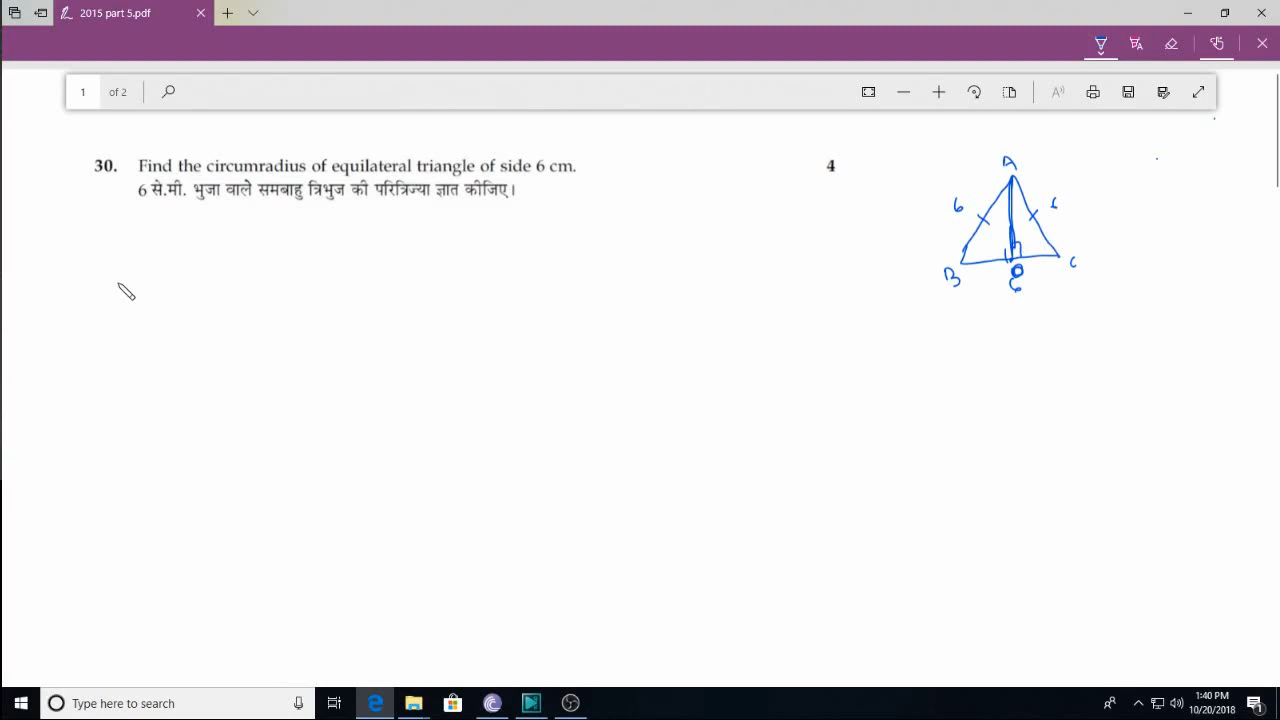 2015 part 5.pdf
1 of 2
30. Find the circumradius of equilateral triangle of side 6 cm. 4
6 से.मी. भुजा वाले समबाहु त्रिभुज की परित्रिज्या ज्ञात कीजिए।
A
6
B
C
6
Type here to search
1:40 PM
10/20/2018